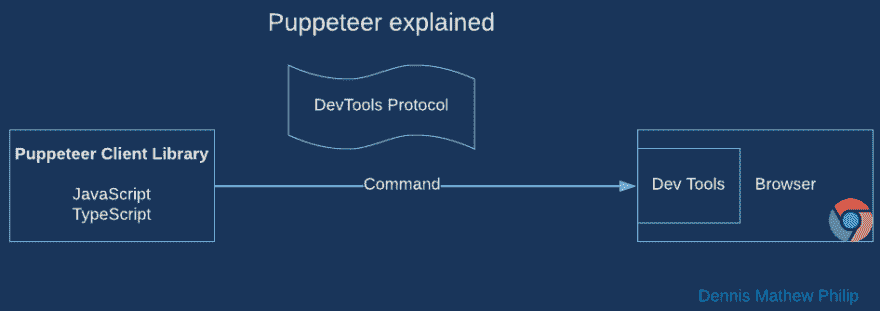 Puppeteer explained
DevTools Protocol
Puppeteer Client Library
JavaScript
TypeScript
Command
Dev Tools
Browser
Dennis Mathew Philip